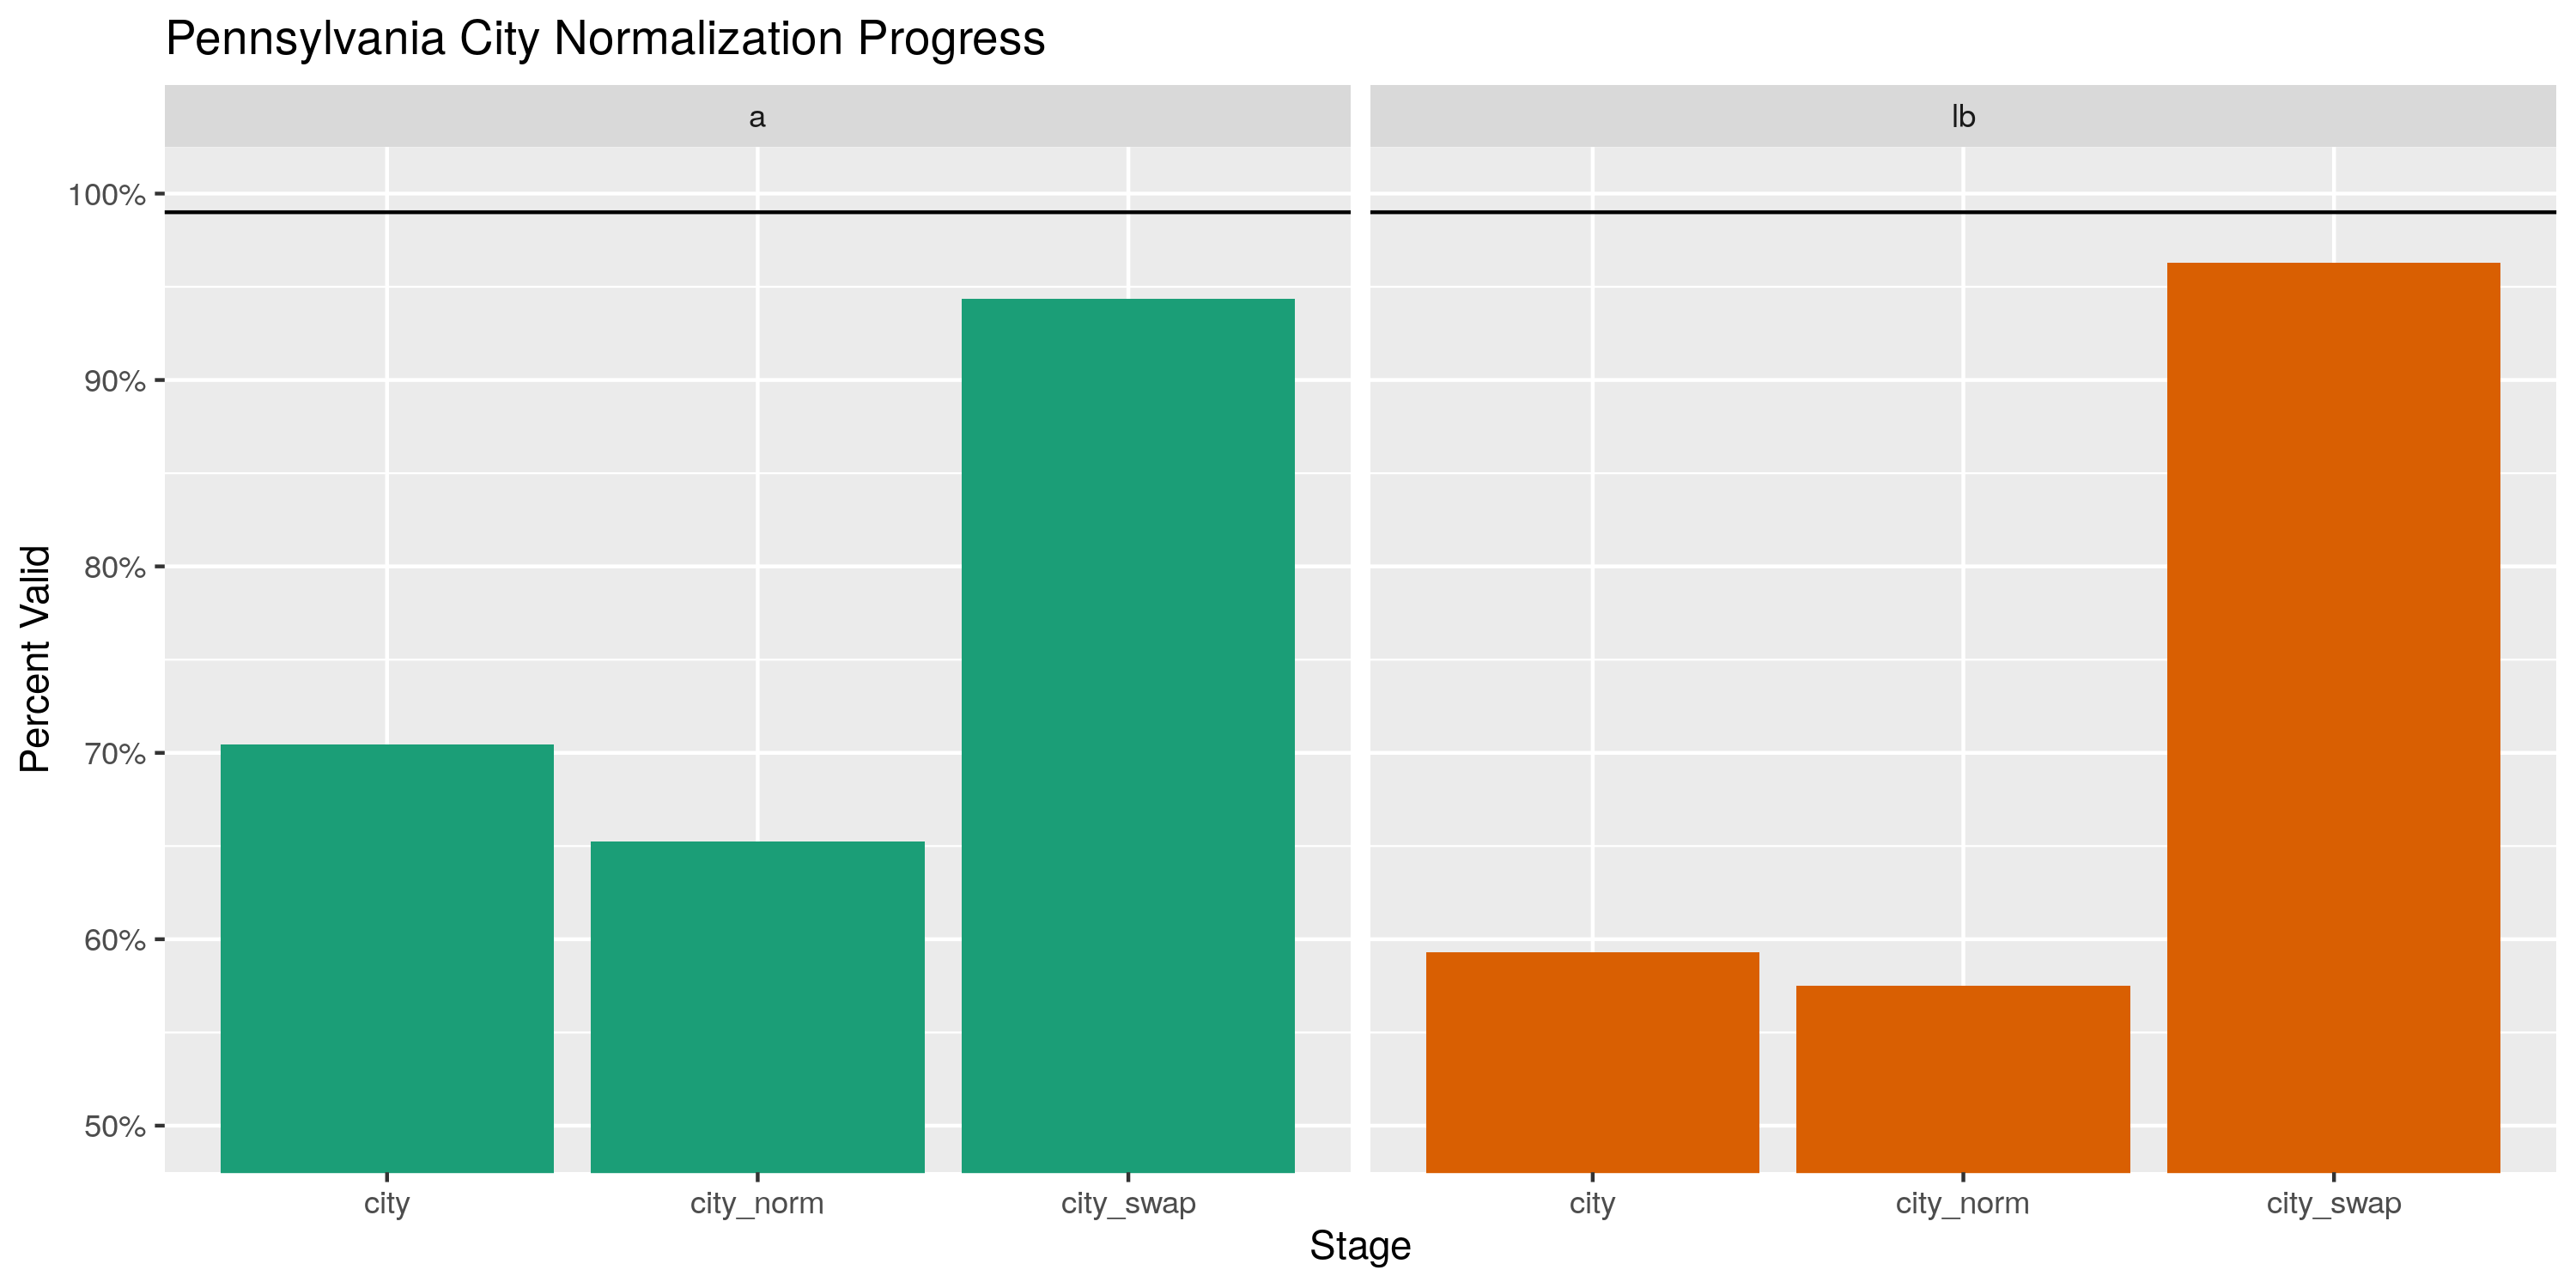 Pennsylvania City Normalization Progress
a
lb
100%
90%
80%
70%
60%
50%
Percent Valid
city
city_norm
city_swap
city
city_norm
city_swap
Stage